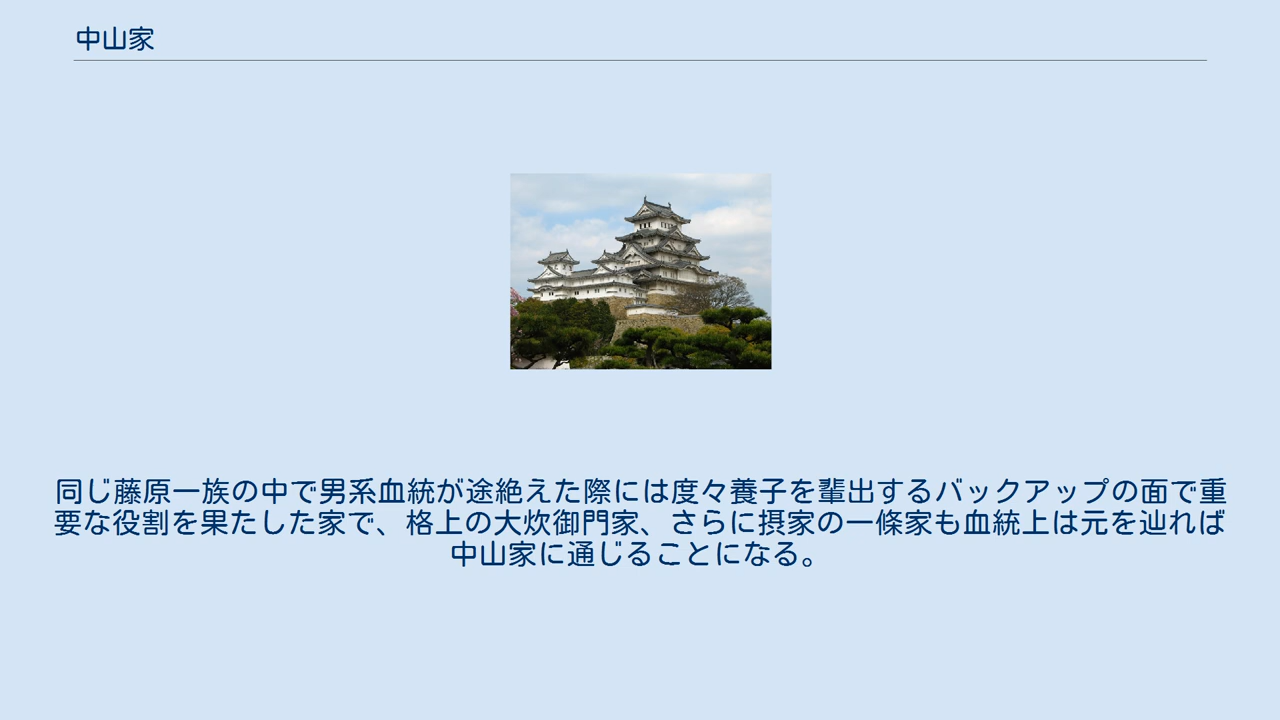 中山家
同じ藤原一族の中で男系血統が途絶えた際には度々養子を輩出するバックアップの面で重
要な役割を果たした家で、格上の大炊御門家、さらに摂家の一條家も血統上は元を辿れば
中山家に通じることになる。